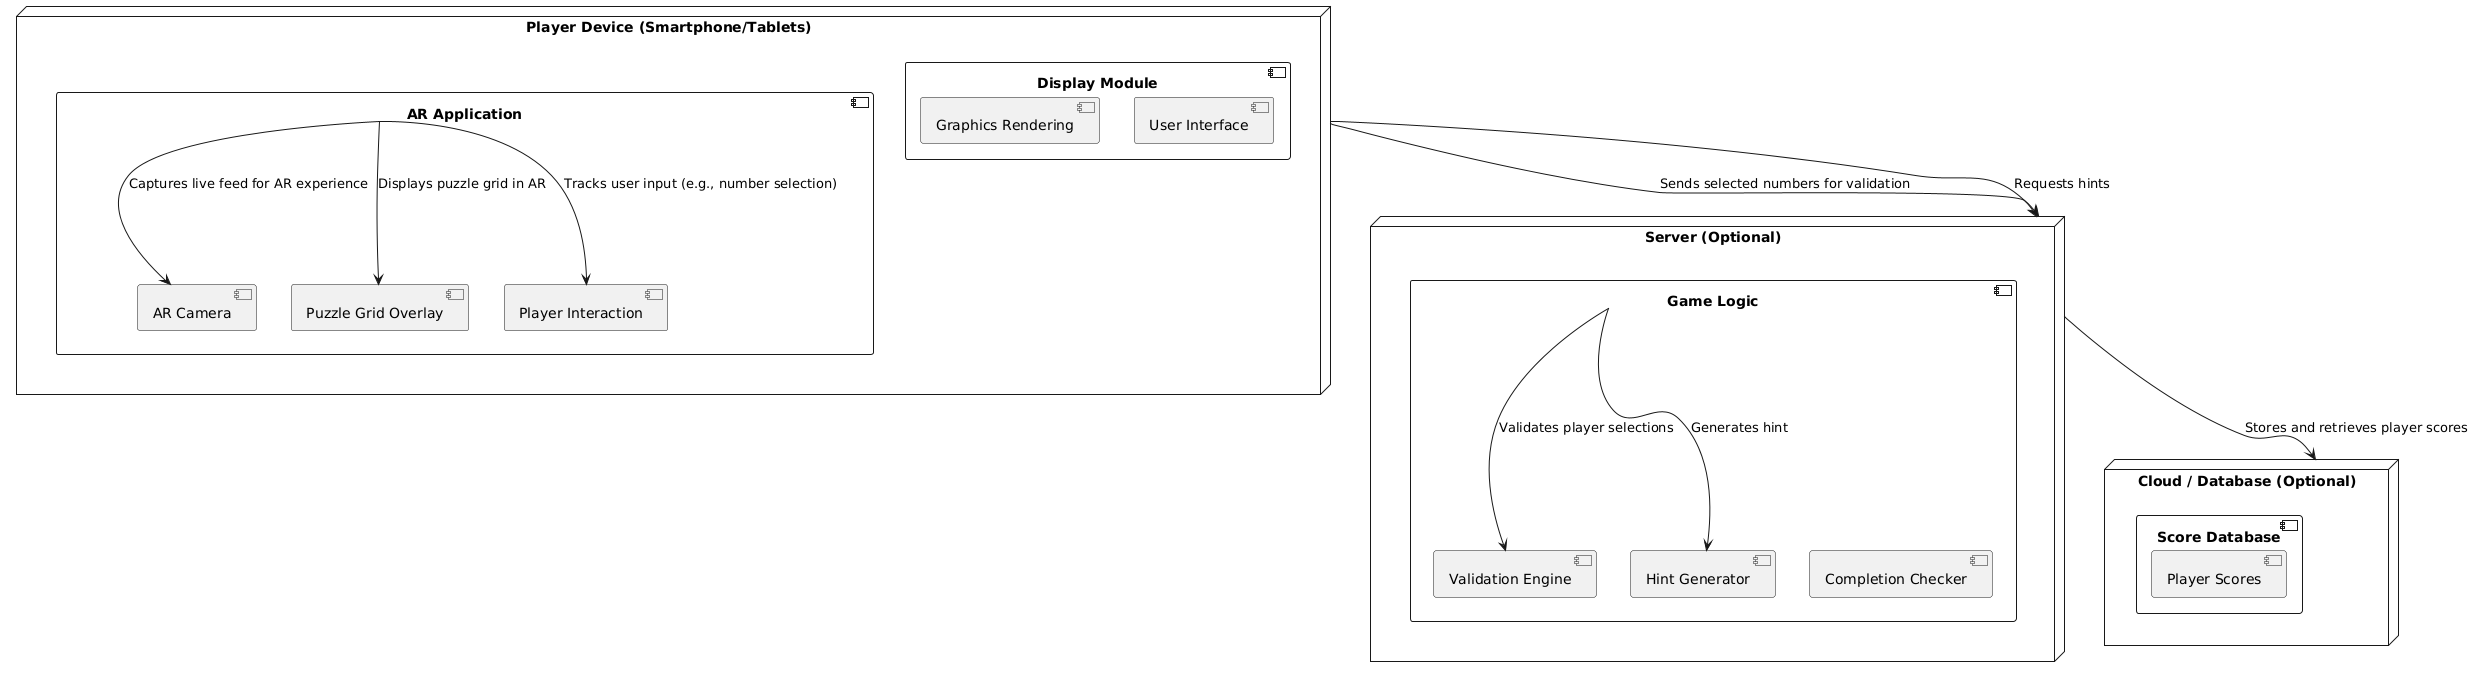 Player Device (Smartphone/Tablets)
Display Module
Graphics Rendering
User Interface
AR Application
Captures live feed for AR experience
Displays puzzle grid in AR
Tracks user input (e.g., number selection)
AR Camera
Puzzle Grid Overlay
Player Interaction
Sends selected numbers for validation
Requests hints
Server (Optional)
Game Logic
Validates player selections
Generates hint
Validation Engine
Hint Generator
Completion Checker
Stores and retrieves player scores
Cloud / Database (Optional)
Score Database
Player Scores